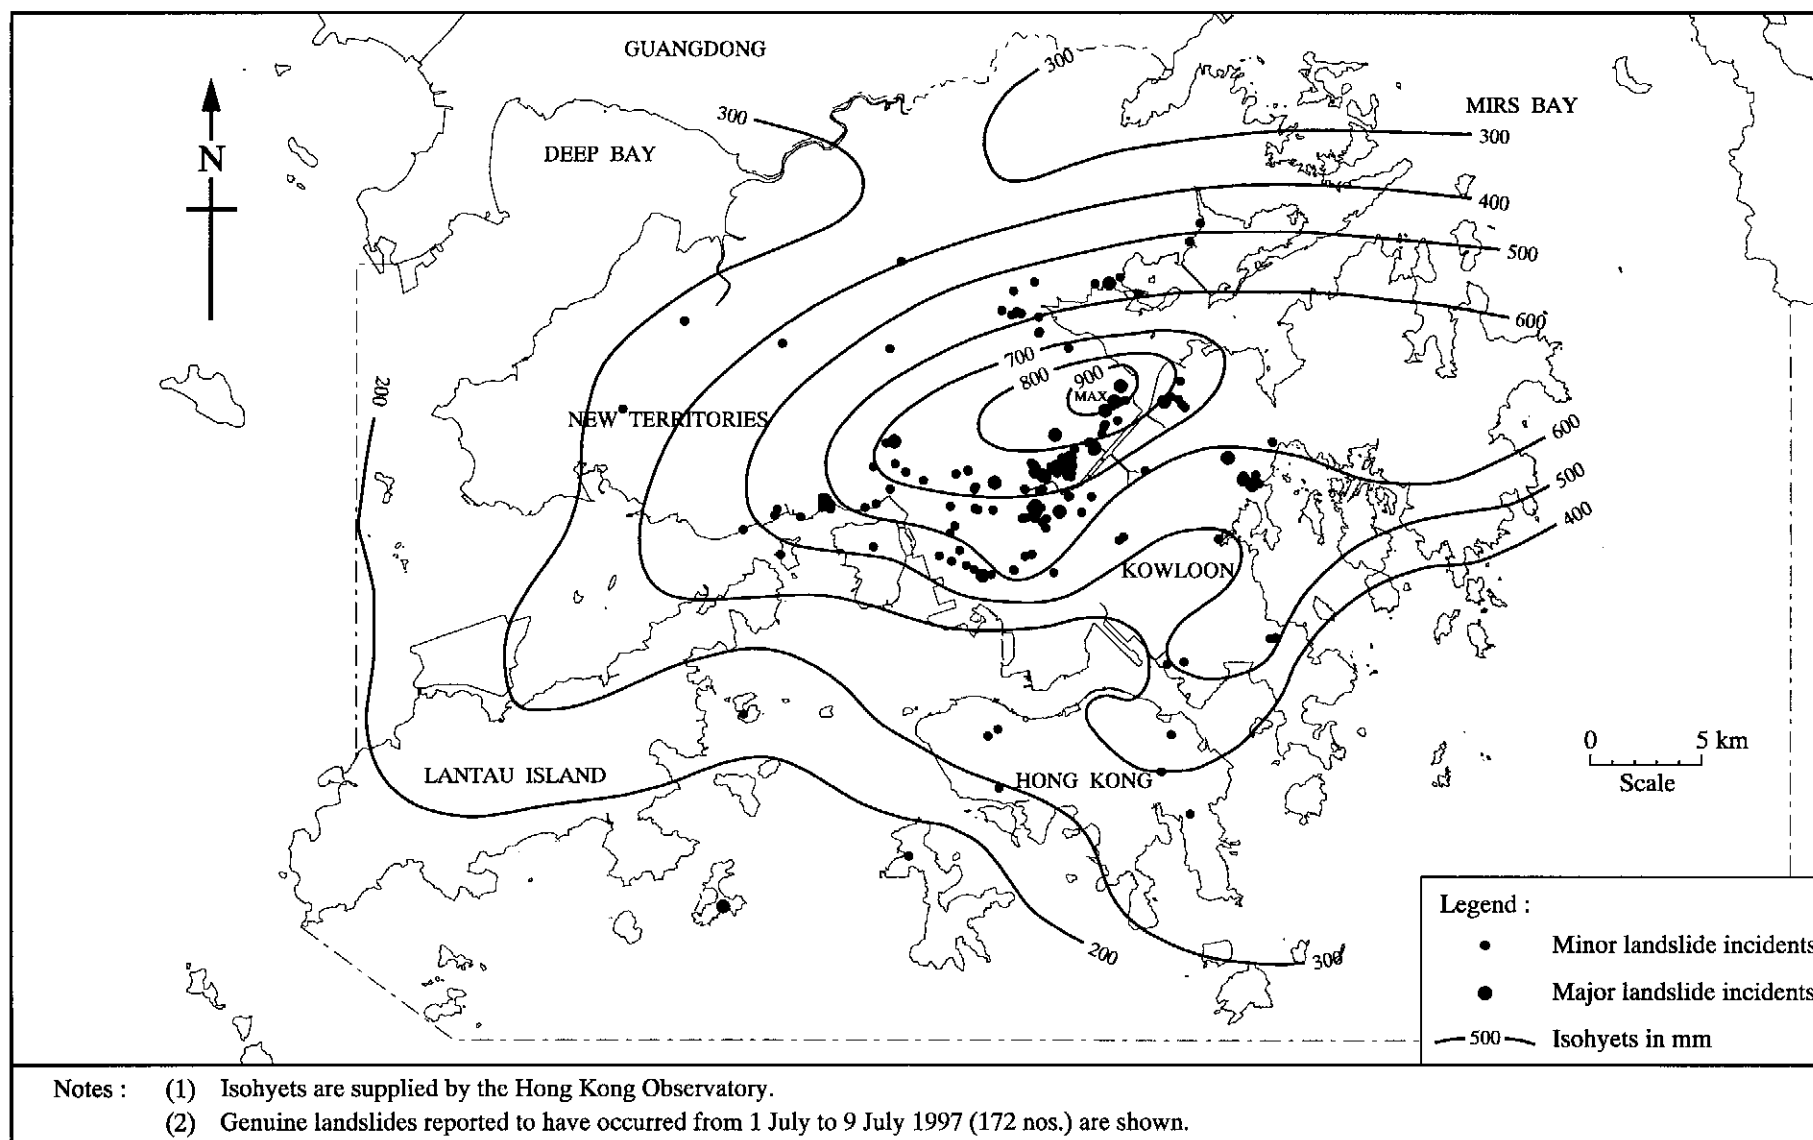 GUANGDONG
300
MIRS BAY
300
300
DEEP BAY
N
400
500
600
700
800
900
MAX
200
NEW TERRITORIES
600
500
400
KOWLOON
0 5 km
Scale
LANTAU ISLAND
HONG KONG
200
300
Legend :
Minor landslide incidents
Major landslide incidents
500 Isohyets in mm
Notes : (1) Isohyets are supplied by the Hong Kong Observatory.
(2) Genuine landslides reported to have occurred from 1 July to 9 July 1997 (172 nos.) are shown.